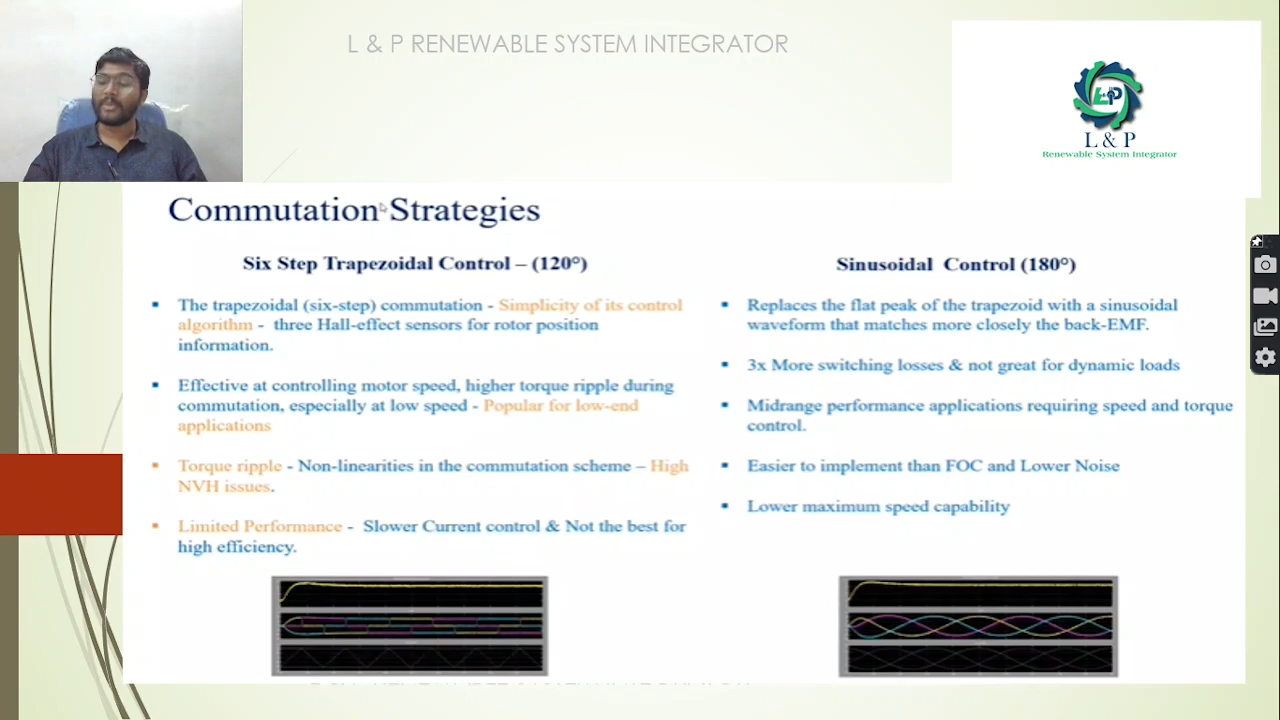 L & P RENEWABLE SYSTEM INTEGRATOR
L&P
L & P
Renewable System Integrator
Commutation Strategies
Six Step Trapezoidal Control – (120°)
▪ The trapezoidal (six-step) commutation - Simplicity of its control
algorithm - three Hall-effect sensors for rotor position
information.
▪ Effective at controlling motor speed, higher torque ripple during
commutation, especially at low speed - Popular for low-end
applications
▪ Torque ripple - Non-linearities in the commutation scheme – High
NVH issues.
▪ Limited Performance - Slower Current control & Not the best for
high efficiency.
Sinusoidal Control (180°)
▪ Replaces the flat peak of the trapezoid with a sinusoidal
waveform that matches more closely the back-EMF.
▪ 3x More switching losses & not great for dynamic loads
▪ Midrange performance applications requiring speed and torque
control.
▪ Easier to implement than FOC and Lower Noise
▪ Lower maximum speed capability